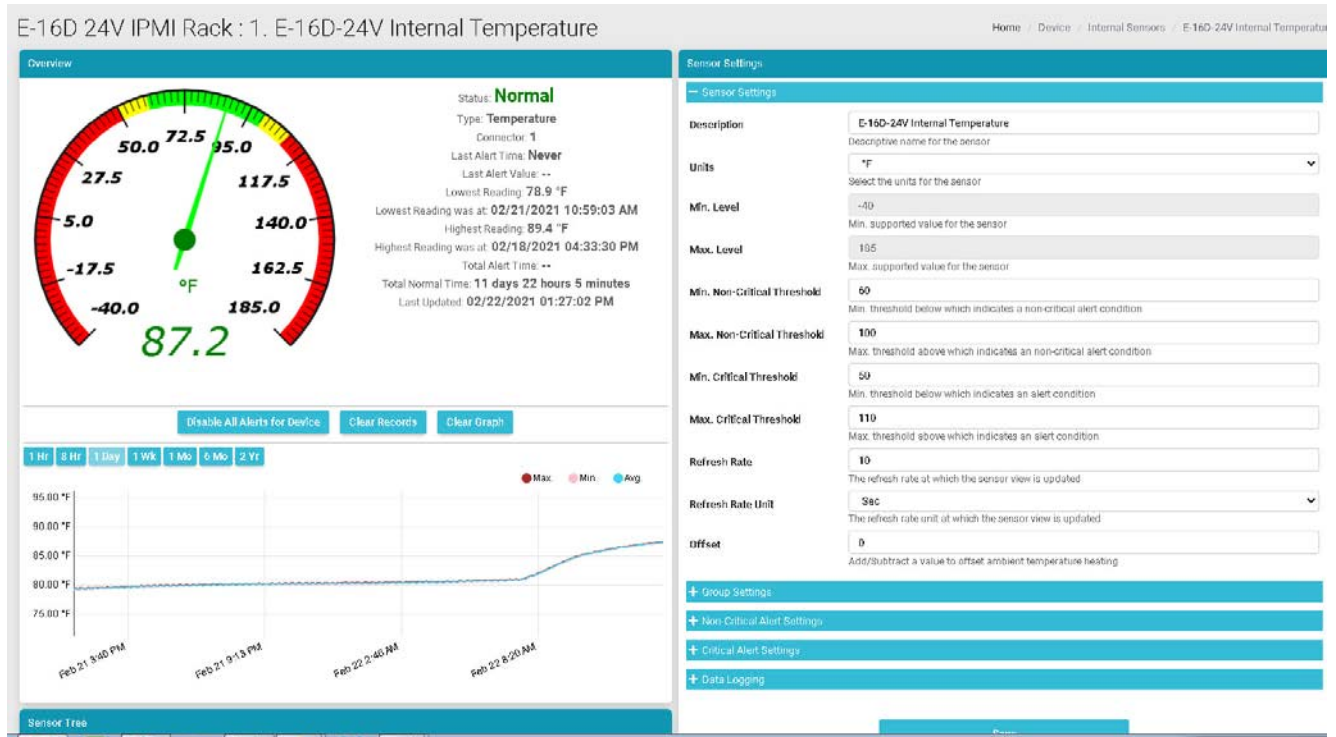 E-16D 24V IPMI Rack : 1. E-16D-24V Internal Temperature
Home / Device / Internal Sensors / E-16D-24V Internal Temperatur
Overview
-40.0
-17.5
5.0
27.5
50.0
72.5
95.0
117.5
140.0
162.5
185.0
°F
87.2
Status: Normal
Type: Temperature
Connector: 1
Last Alert Time: Never
Last Alert Value: --
Lowest Reading: 78.9 °F
Lowest Reading was at: 02/21/2021 10:59:03 AM
Highest Reading: 89.4 °F
Highest Reading was at: 02/18/2021 04:33:30 PM
Total Alert Time: --
Total Normal Time: 11 days 22 hours 5 minutes
Last Updated: 02/22/2021 01:27:02 PM
Disable All Alerts for Device
Clear Records
Clear Graph
1 Hr 8 Hr 1 Day 1 Wk 1 Mo 6 Mo 2 Yr
Max. Min. Avg.
95.00 °F
90.00 °F
85.00 °F
80.00 °F
75.00 °F
Feb 21 3:40 PM
Feb 21 9:13 PM
Feb 22 2:46 AM
Feb 22 8:20 AM
Sensor Tree
Sensor Settings
− Sensor Settings
Description
E-16D-24V Internal Temperature
Descriptive name for the sensor
Units
°F
Select the units for the sensor
Min. Level
-40
Min. supported value for the sensor
Max. Level
185
Max. supported value for the sensor
Min. Non-Critical Threshold
60
Min. threshold below which indicates a non-critical alert condition
Max. Non-Critical Threshold
100
Max. threshold above which indicates an non-critical alert condition
Min. Critical Threshold
50
Min. threshold below which indicates an alert condition
Max. Critical Threshold
110
Max. threshold above which indicates an alert condition
Refresh Rate
10
The refresh rate at which the sensor view is updated
Refresh Rate Unit
Sec
The refresh rate unit at which the sensor view is updated
Offset
0
Add/Subtract a value to offset ambient temperature heating
+ Group Settings
+ Non-Critical Alert Settings
+ Critical Alert Settings
+ Data Logging
Save